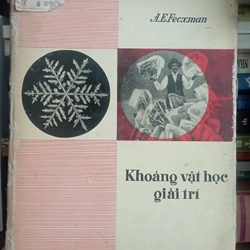 A.E.Fecxman
Khoáng vật học
giải trí